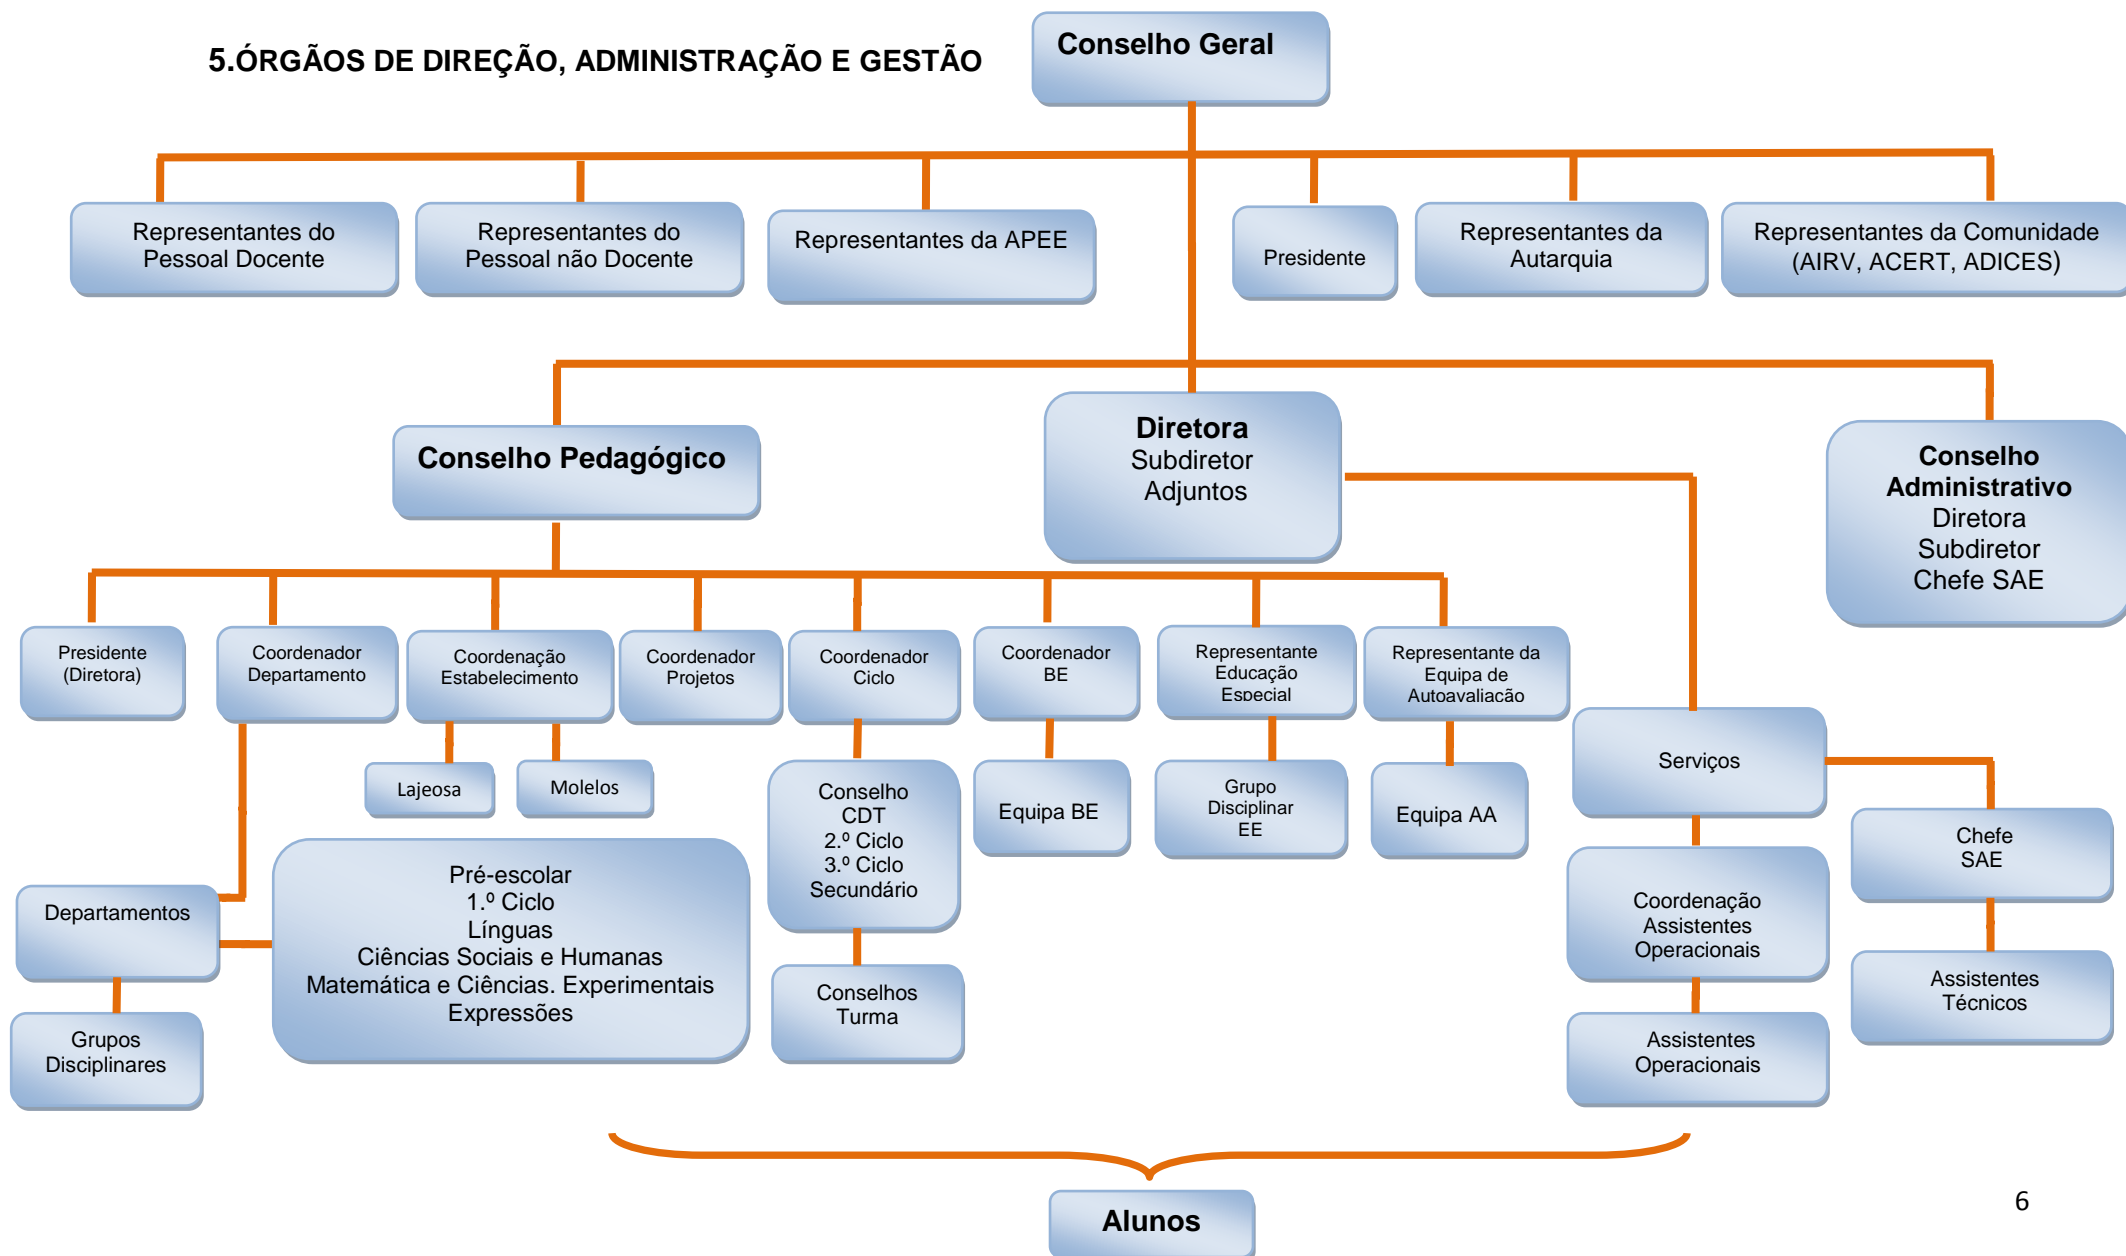 5.ÓRGÃOS DE DIREÇÃO, ADMINISTRAÇÃO E GESTÃO
Conselho Geral
Representantes do
Pessoal Docente
Representantes do
Pessoal não Docente
Representantes da APEE
Presidente
Representantes da
Autarquia
Representantes da Comunidade
(AIRV, ACERT, ADICES)
Conselho Pedagógico
Diretora
Subdiretor
Adjuntos
Conselho
Administrativo
Diretora
Subdiretor
Chefe SAE
Presidente
(Diretora)
Coordenador
Departamento
Coordenação
Estabelecimento
Coordenador
Projetos
Coordenador
Ciclo
Coordenador
BE
Representante
Educação
Especial
Representante da
Equipa de
Autoavaliação
Lajeosa
Molelos
Conselho
CDT
2.º Ciclo
3.º Ciclo
Secundário
Equipa BE
Grupo
Disciplinar
EE
Equipa AA
Serviços
Chefe
SAE
Departamentos
Pré-escolar
1.º Ciclo
Línguas
Ciências Sociais e Humanas
Matemática e Ciências. Experimentais
Expressões
Coordenação
Assistentes
Operacionais
Conselhos
Turma
Assistentes
Técnicos
Grupos
Disciplinares
Assistentes
Operacionais
Alunos
6